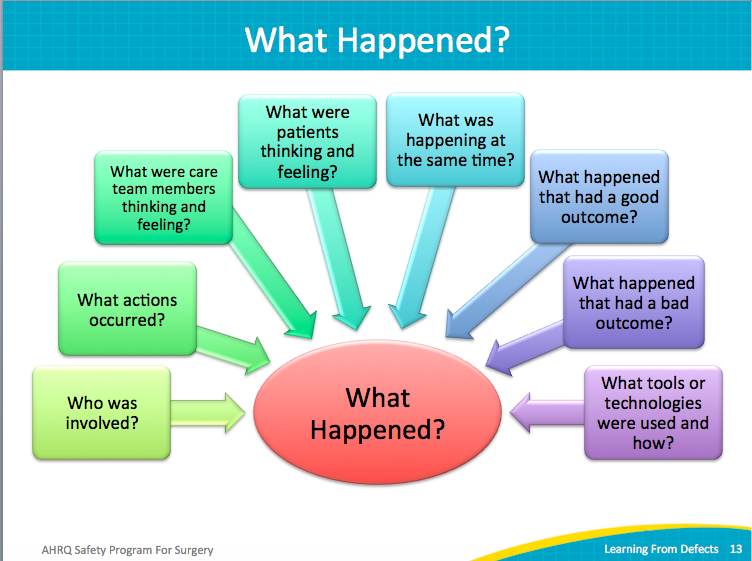 What Happened?
What were
patients
thinking and
feeling?
What was
happening at
the same time?
What were care
team members
thinking and
feeling?
What happened
that had a good
outcome?
What actions
occurred?
What happened
that had a bad
outcome?
Who was
involved?
What
Happened?
What tools or
technologies
were used and
how?
AHRQ Safety Program For Surgery
Learning From Defects 13